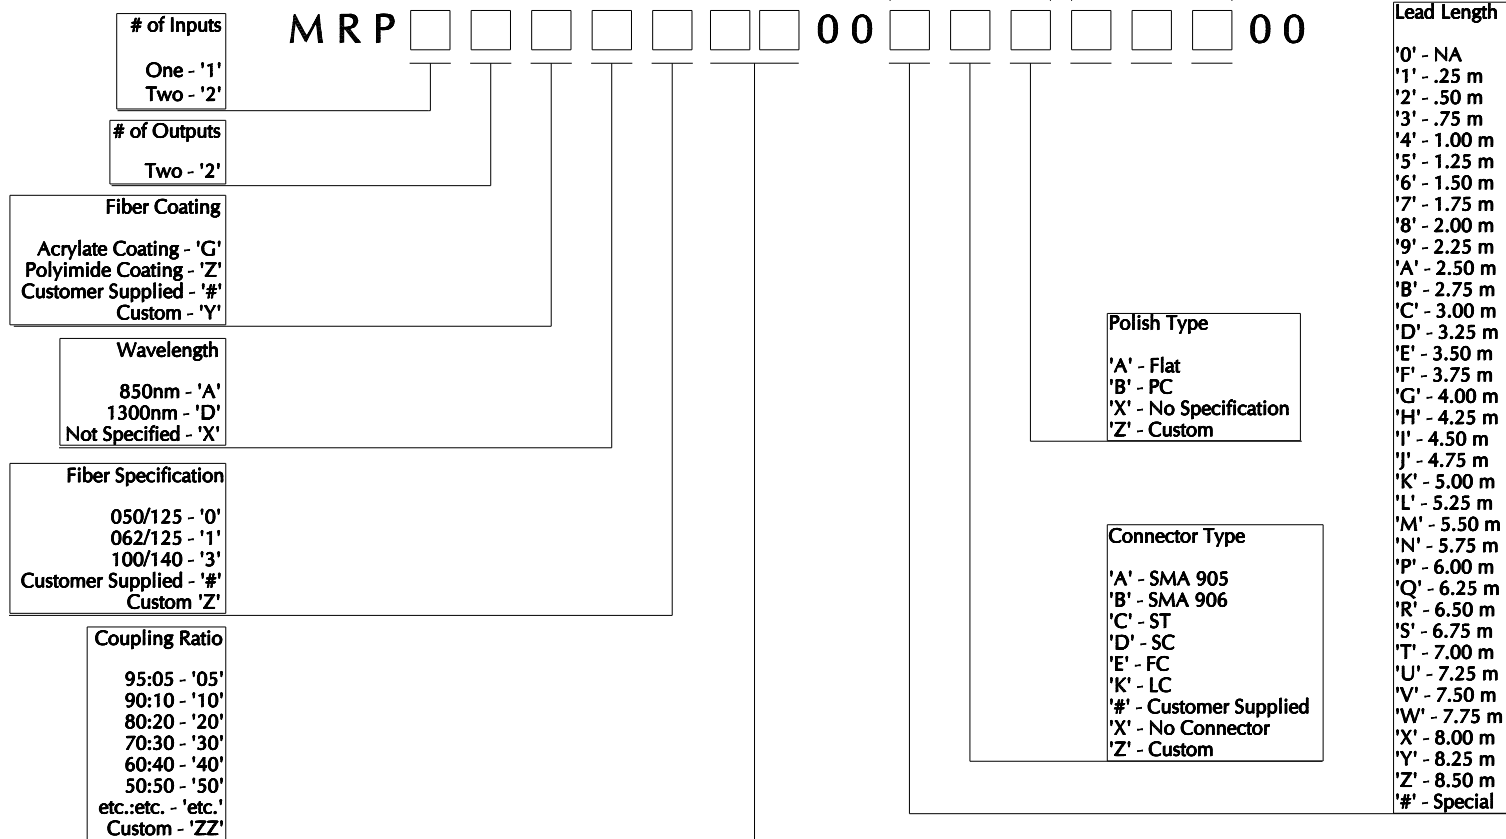 MRP 00 00
# of Inputs
One - '1'
Two - '2'
# of Outputs
Two - '2'
Fiber Coating
Acrylate Coating - 'G'
Polyimide Coating - 'Z'
Customer Supplied - '#'
Custom - 'Y'
Wavelength
850nm - 'A'
1300nm - 'D'
Not Specified - 'X'
Fiber Specification
050/125 - '0'
062/125 - '1'
100/140 - '3'
Customer Supplied - '#'
Custom 'Z'
Coupling Ratio
95:05 - '05'
90:10 - '10'
80:20 - '20'
70:30 - '30'
60:40 - '40'
50:50 - '50'
etc.:etc. - 'etc.'
Custom - 'ZZ'
Polish Type
'A' - Flat
'B' - PC
'X' - No Specification
'Z' - Custom
Connector Type
'A' - SMA 905
'B' - SMA 906
'C' - ST
'D' - SC
'E' - FC
'K' - LC
'#' - Customer Supplied
'X' - No Connector
'Z' - Custom
Lead Length
'0' - NA
'1' - .25 m
'2' - .50 m
'3' - .75 m
'4' - 1.00 m
'5' - 1.25 m
'6' - 1.50 m
'7' - 1.75 m
'8' - 2.00 m
'9' - 2.25 m
'A' - 2.50 m
'B' - 2.75 m
'C' - 3.00 m
'D' - 3.25 m
'E' - 3.50 m
'F' - 3.75 m
'G' - 4.00 m
'H' - 4.25 m
'I' - 4.50 m
'J' - 4.75 m
'K' - 5.00 m
'L' - 5.25 m
'M' - 5.50 m
'N' - 5.75 m
'P' - 6.00 m
'Q' - 6.25 m
'R' - 6.50 m
'S' - 6.75 m
'T' - 7.00 m
'U' - 7.25 m
'V' - 7.50 m
'W' - 7.75 m
'X' - 8.00 m
'Y' - 8.25 m
'Z' - 8.50 m
'#' - Special